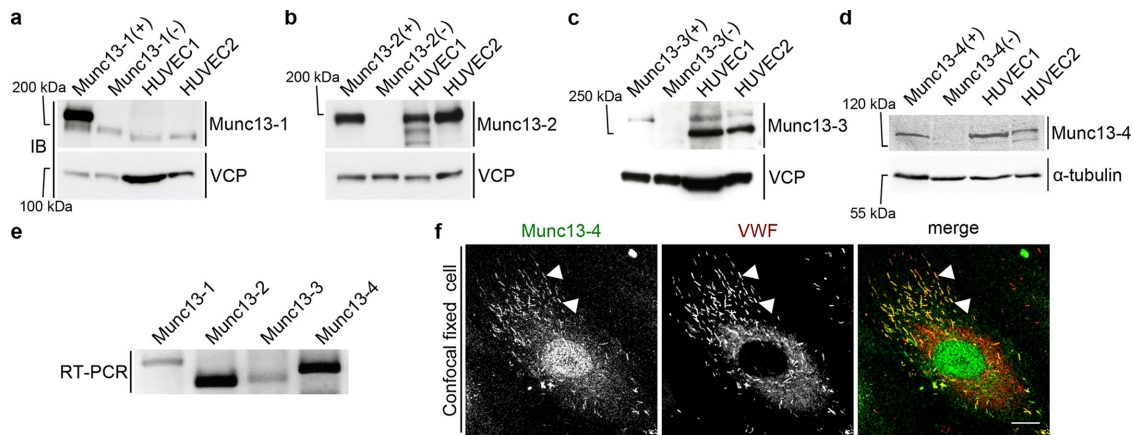 a
Munc13-1(+)
Munc13-1(-)
HUVEC1
HUVEC2
200 kDa
Munc13-1
IB
VCP
100 kDa
b
Munc13-2(+)
Munc13-2(-)
HUVEC1
HUVEC2
200 kDa
Munc13-2
VCP
c
Munc13-3(+)
Munc13-3(-)
HUVEC1
HUVEC2
250 kDa
Munc13-3
VCP
d
Munc13-4(+)
Munc13-4(-)
HUVEC1
HUVEC2
120 kDa
Munc13-4
α-tubulin
55 kDa
e
Munc13-1
Munc13-2
Munc13-3
Munc13-4
RT-PCR
f
Munc13-4
VWF
merge
Confocal fixed cell